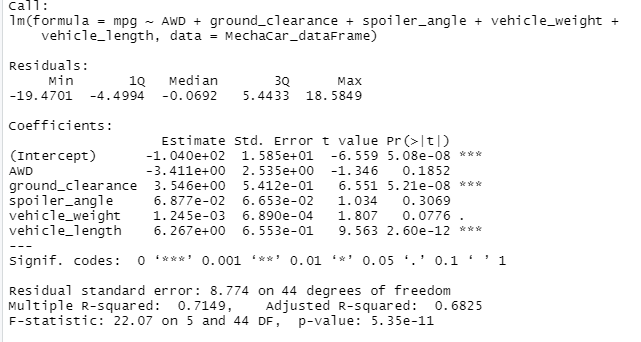 Call:
lm(formula = mpg ~ AWD + ground_clearance + spoiler_angle + vehicle_weight +
    vehicle_length, data = MechaCar_dataFrame)
Residuals:
     Min       1Q   Median       3Q      Max
-19.4701  -4.4994  -0.0692   5.4433  18.5849
Coefficients:
                   Estimate Std. Error t value Pr(>|t|)
(Intercept)      -1.040e+02  1.585e+01  -6.559 5.08e-08 ***
AWD              -3.411e+00  2.535e+00  -1.346   0.1852
ground_clearance  3.546e+00  5.412e-01   6.551 5.21e-08 ***
spoiler_angle     6.877e-02  6.653e-02   1.034   0.3069
vehicle_weight    1.245e-03  6.890e-04   1.807   0.0776 .
vehicle_length    6.267e+00  6.553e-01   9.563 2.60e-12 ***
---
Signif. codes:  0 ‘***’ 0.001 ‘**’ 0.01 ‘*’ 0.05 ‘.’ 0.1 ‘ ’ 1
Residual standard error: 8.774 on 44 degrees of freedom
Multiple R-squared:  0.7149,    Adjusted R-squared:  0.6825
F-statistic: 22.07 on 5 and 44 DF,  p-value: 5.35e-11